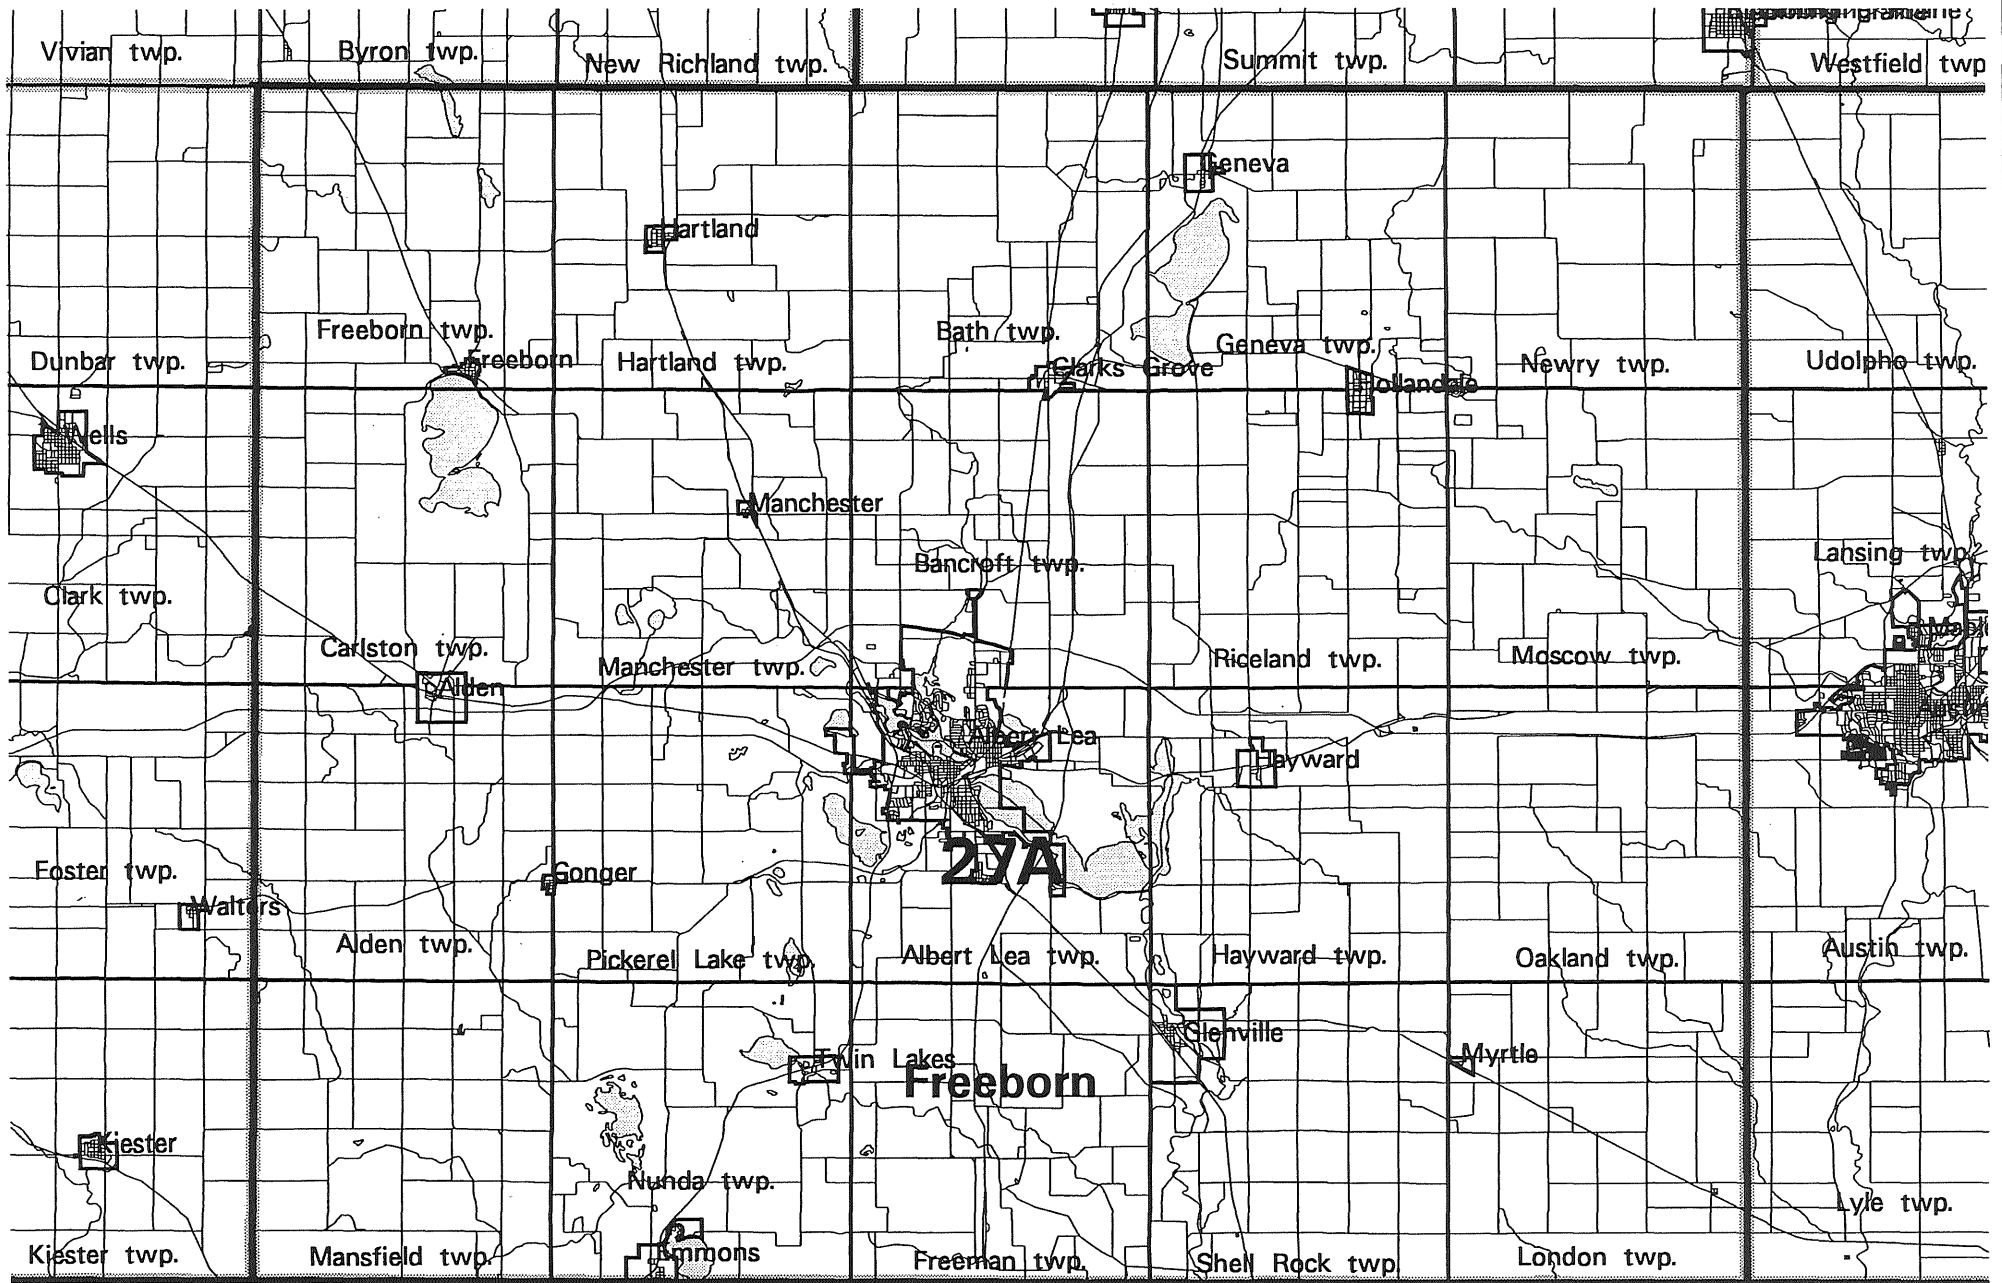 Vivian twp.
Byron twp.
New Richland twp.
Summit twp.
Westfield twp
Geneva
Hartland
Freeborn twp.
Bath twp.
Geneva twp.
Dunbar twp.
Freeborn
Hartland twp.
Clarks Grove
Newry twp.
Udolpho twp.
Hollandale
Wells
Manchester
Lansing twp.
Bancroft twp.
Clark twp.
Carlston twp.
Manchester twp.
Riceland twp.
Moscow twp.
Alden
Albert Lea
Hayward
27A
Foster twp.
Conger
Walters
Alden twp.
Pickerel Lake twp.
Albert Lea twp.
Hayward twp.
Oakland twp.
Austin twp.
Glenville
Twin Lakes
Myrtle
Freeborn
Kiester
Nunda twp.
Lyle twp.
Kiester twp.
Mansfield twp.
Emmons
Freeman twp.
Shell Rock twp.
London twp.